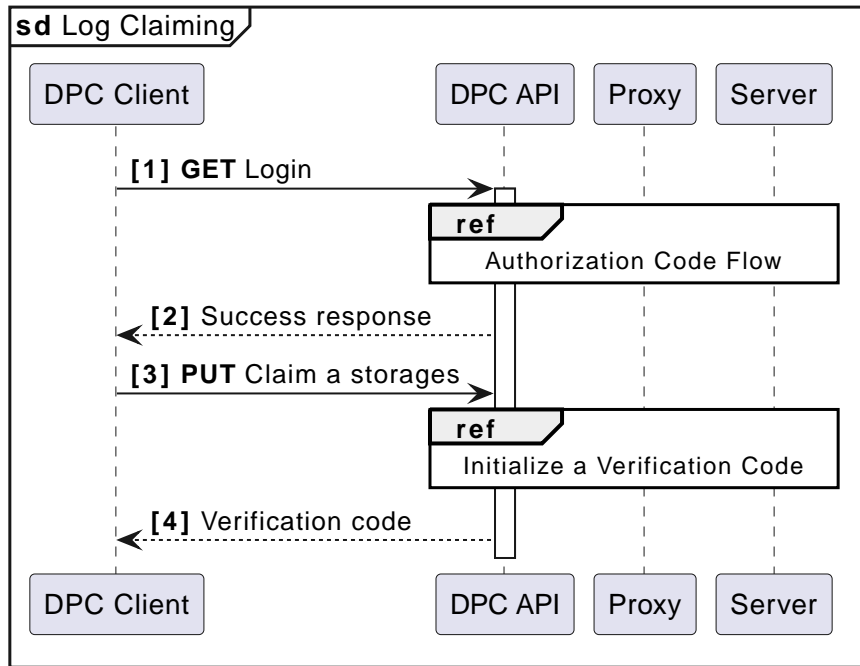 sd Log Claiming
DPC Client DPC API Proxy Server
[1] GET Login
ref
Authorization Code Flow
[2] Success response
[3] PUT Claim a storages
ref
Initialize a Verification Code
[4] Verification code
DPC Client DPC API Proxy Server